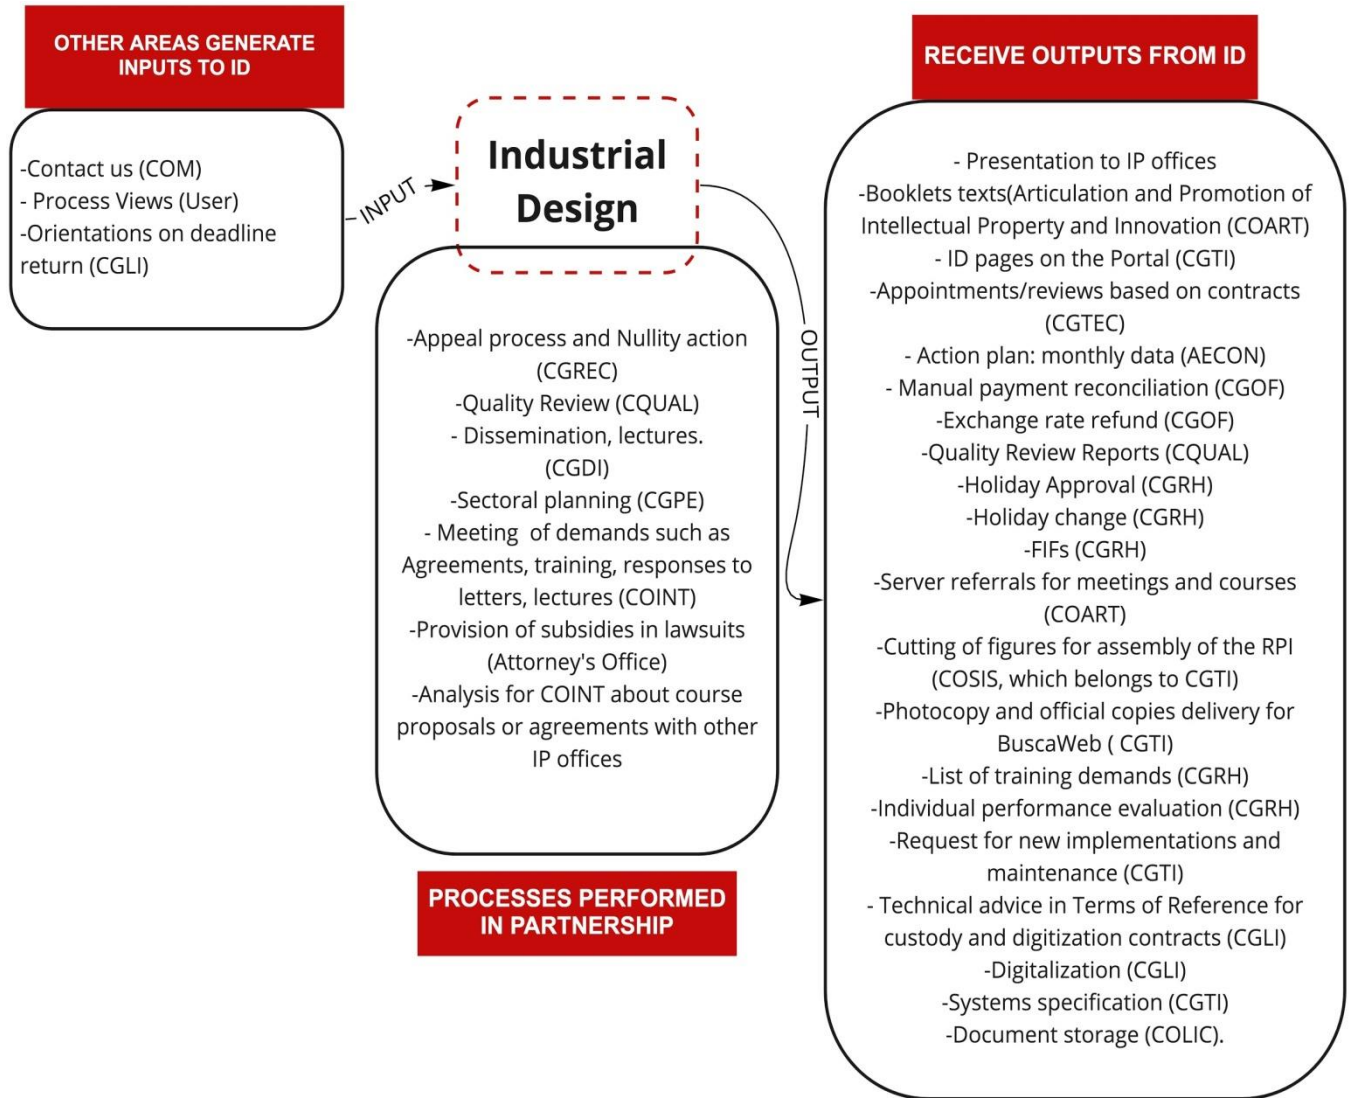 OTHER AREAS GENERATE
INPUTS TO ID
-Contact us (COM)
- Process Views (User)
-Orientations on deadline
return (CGLI)
INPUT
Industrial
Design
-Appeal process and Nullity action
(CGREC)
-Quality Review (CQUAL)
- Dissemination, lectures.
(CGDI)
-Sectoral planning (CGPE)
- Meeting of demands such as
Agreements, training, responses to
letters, lectures (COINT)
-Provision of subsidies in lawsuits
(Attorney's Office)
-Analysis for COINT about course
proposals or agreements with other
IP offices
PROCESSES PERFORMED
IN PARTNERSHIP
OUTPUT
RECEIVE OUTPUTS FROM ID
- Presentation to IP offices
-Booklets texts(Articulation and Promotion of
Intellectual Property and Innovation (COART)
- ID pages on the Portal (CGTI)
-Appointments/reviews based on contracts
(CGTEC)
- Action plan: monthly data (AECON)
- Manual payment reconciliation (CGOF)
-Exchange rate refund (CGOF)
-Quality Review Reports (CQUAL)
-Holiday Approval (CGRH)
-Holiday change (CGRH)
-FIFs (CGRH)
-Server referrals for meetings and courses
(COART)
-Cutting of figures for assembly of the RPI
(COSIS, which belongs to CGTI)
-Photocopy and official copies delivery for
BuscaWeb ( CGTI)
-List of training demands (CGRH)
-Individual performance evaluation (CGRH)
-Request for new implementations and
maintenance (CGTI)
- Technical advice in Terms of Reference for
custody and digitization contracts (CGLI)
-Digitalization (CGLI)
-Systems specification (CGTI)
-Document storage (COLIC).